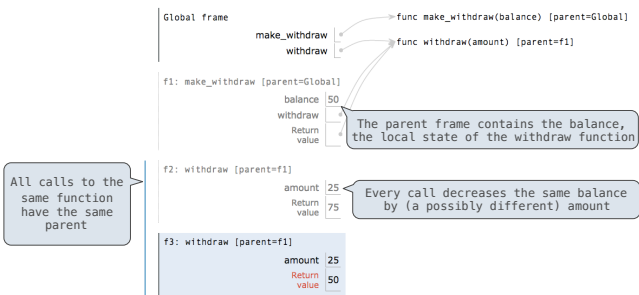 Global frame
make_withdraw
withdraw
func make_withdraw(balance) [parent=Global]
func withdraw(amount) [parent=f1]
f1: make_withdraw [parent=Global]
balance 50
withdraw
Return
value
The parent frame contains the balance,
the local state of the withdraw function
All calls to the
same function
have the same
parent
f2: withdraw [parent=f1]
amount 25
Return
value 75
Every call decreases the same balance
by (a possibly different) amount
f3: withdraw [parent=f1]
amount 25
Return
value 50